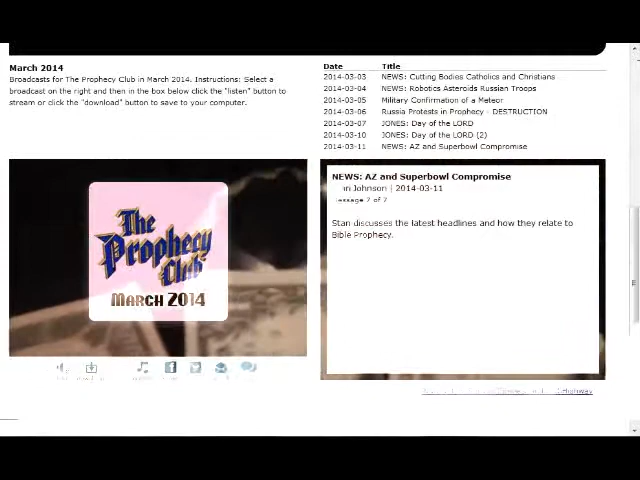 March 2014
Broadcasts for The Prophecy Club in March 2014. Instructions: Select a
broadcast on the right and then in the box below click the "listen" button to
stream or click the "download" button to save to your computer.
Date Title
2014-03-03 NEWS: Cutting Bodies Catholics and Christians
2014-03-04 NEWS: Robotics Asteroids Russian Troops
2014-03-05 Military Confirmation of a Meteor
2014-03-06 Russia Protests in Prophecy - DESTRUCTION
2014-03-07 JONES: Day of the LORD
2014-03-10 JONES: Day of the LORD (2)
2014-03-11 NEWS: AZ and Superbowl Compromise
The
Prophecy
Club
March 2014
NEWS: AZ and Superbowl Compromise
Johnson | 2014-03-11
7 of 7
Stan discusses the latest headlines and how they relate to
Bible Prophecy.
Highway